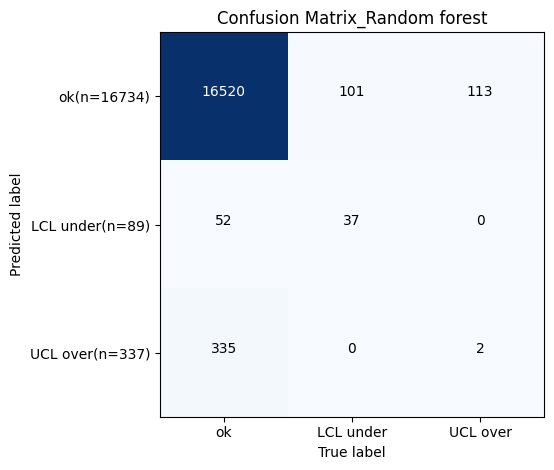 Confusion Matrix_Random forest
Predicted label
ok(n=16734)
16520 101 113
LCL under(n=89)
52 37 0
UCL over(n=337)
335 0 2
ok LCL under UCL over
True label